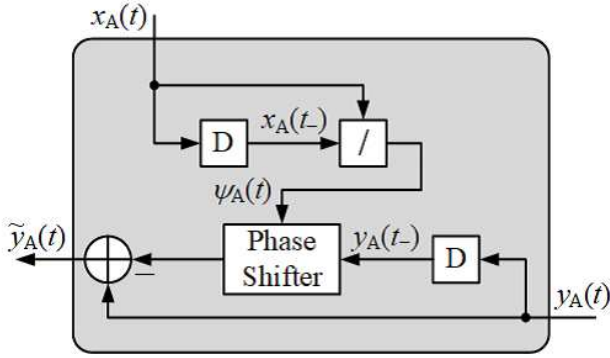 x_A(t)
D
x_A(t_–)
/
ψ_A(t)
ỹ_A(t)
Phase
Shifter
y_A(t_–)
D
–
y_A(t)